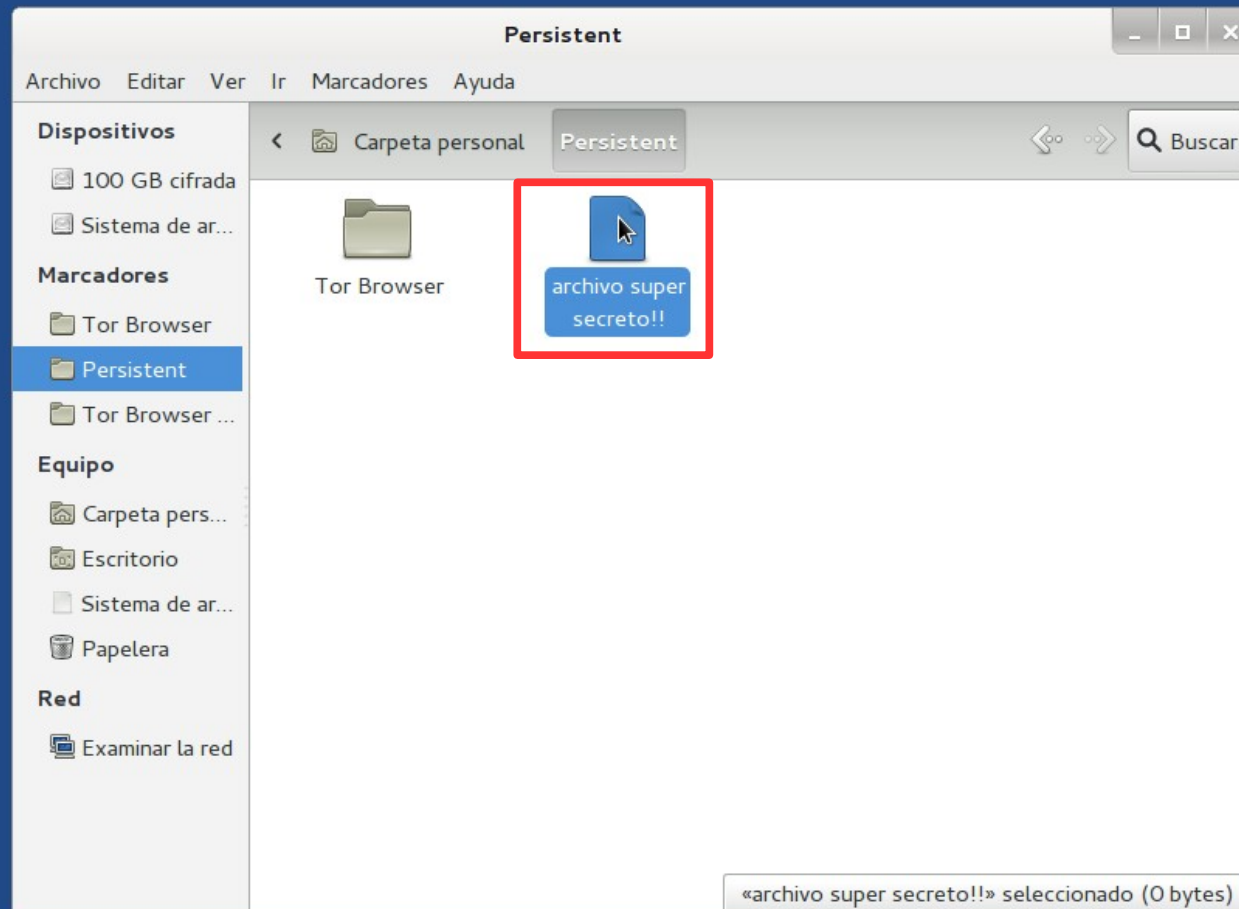 Persistent
Archivo Editar Ver Ir Marcadores Ayuda
Dispositivos
100 GB cifrada
Sistema de ar...
Marcadores
Tor Browser
Persistent
Tor Browser ...
Equipo
Carpeta pers...
Escritorio
Sistema de ar...
Papelera
Red
Examinar la red
Carpeta personal Persistent Buscar
Tor Browser
archivo super
secreto!!
«archivo super secreto!!» seleccionado (0 bytes)